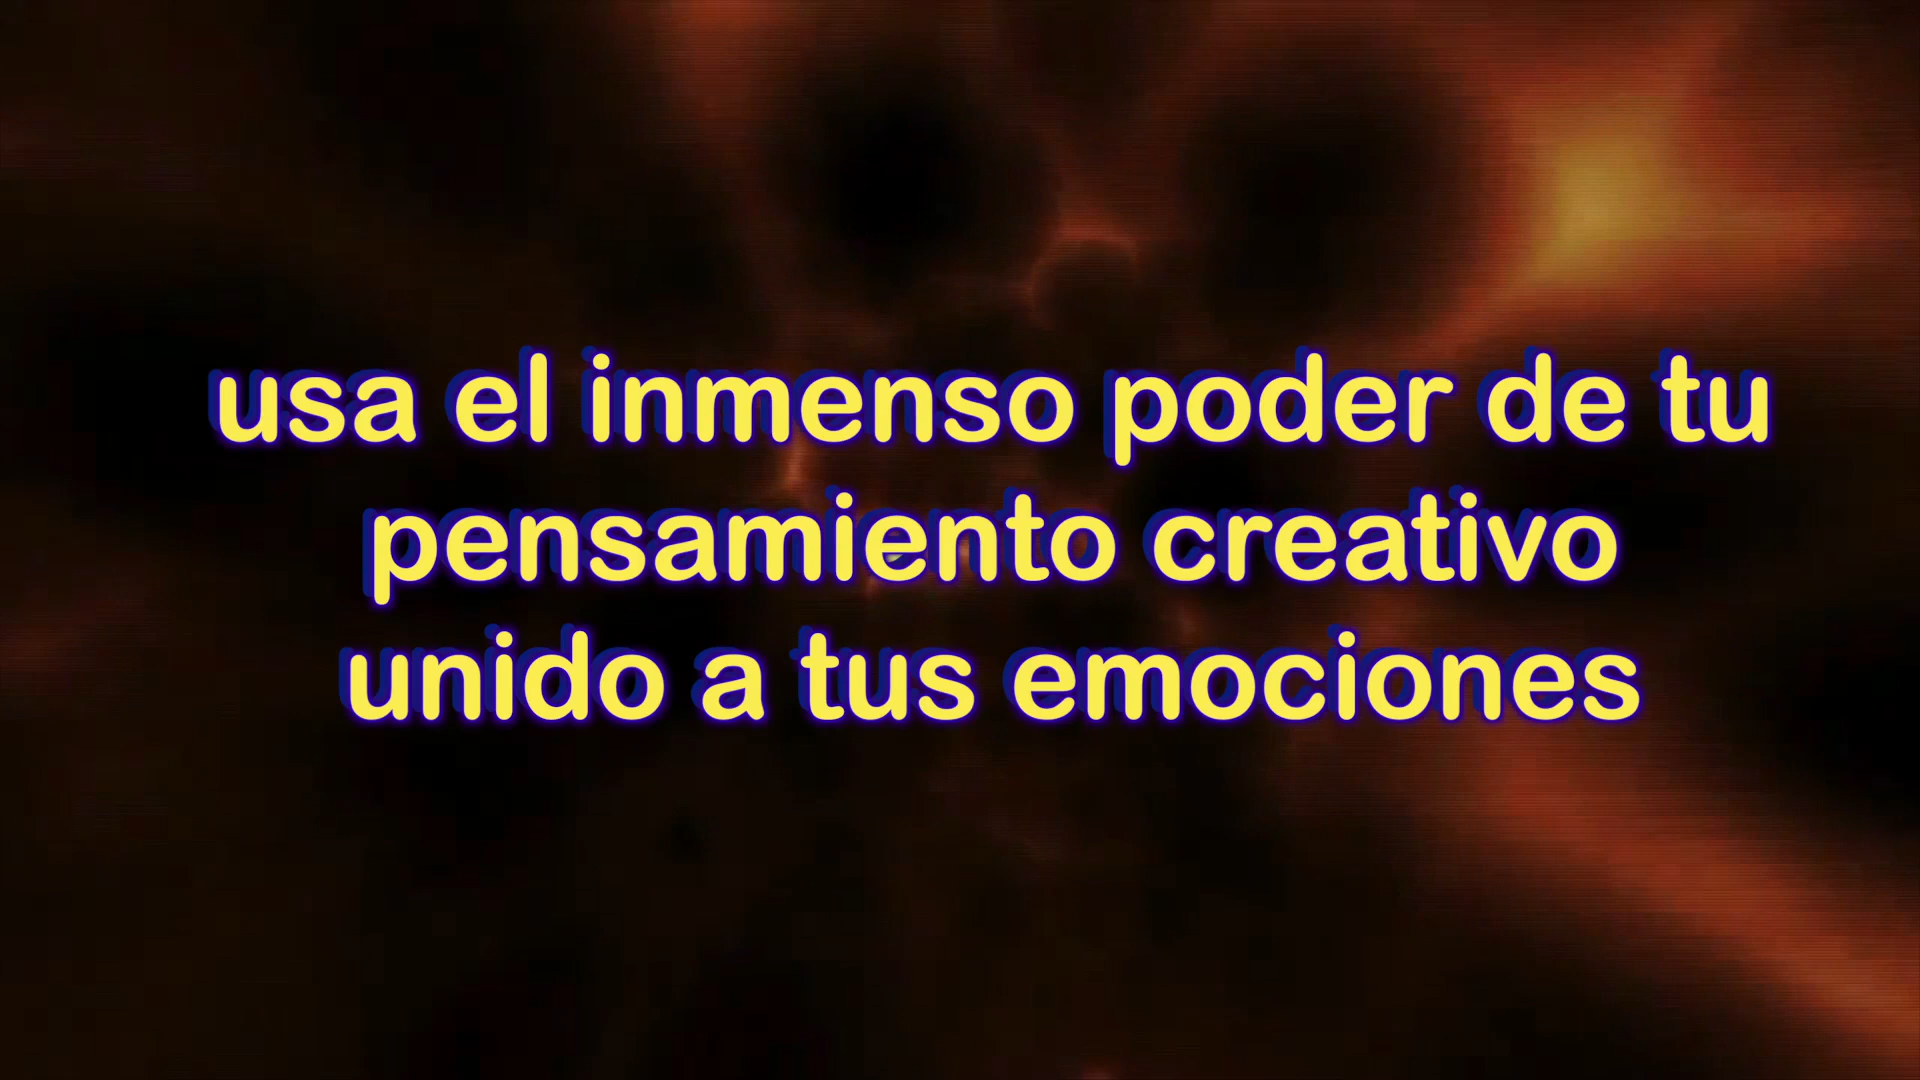 usa el inmenso poder de tu
pensamiento creativo
unido a tus emociones